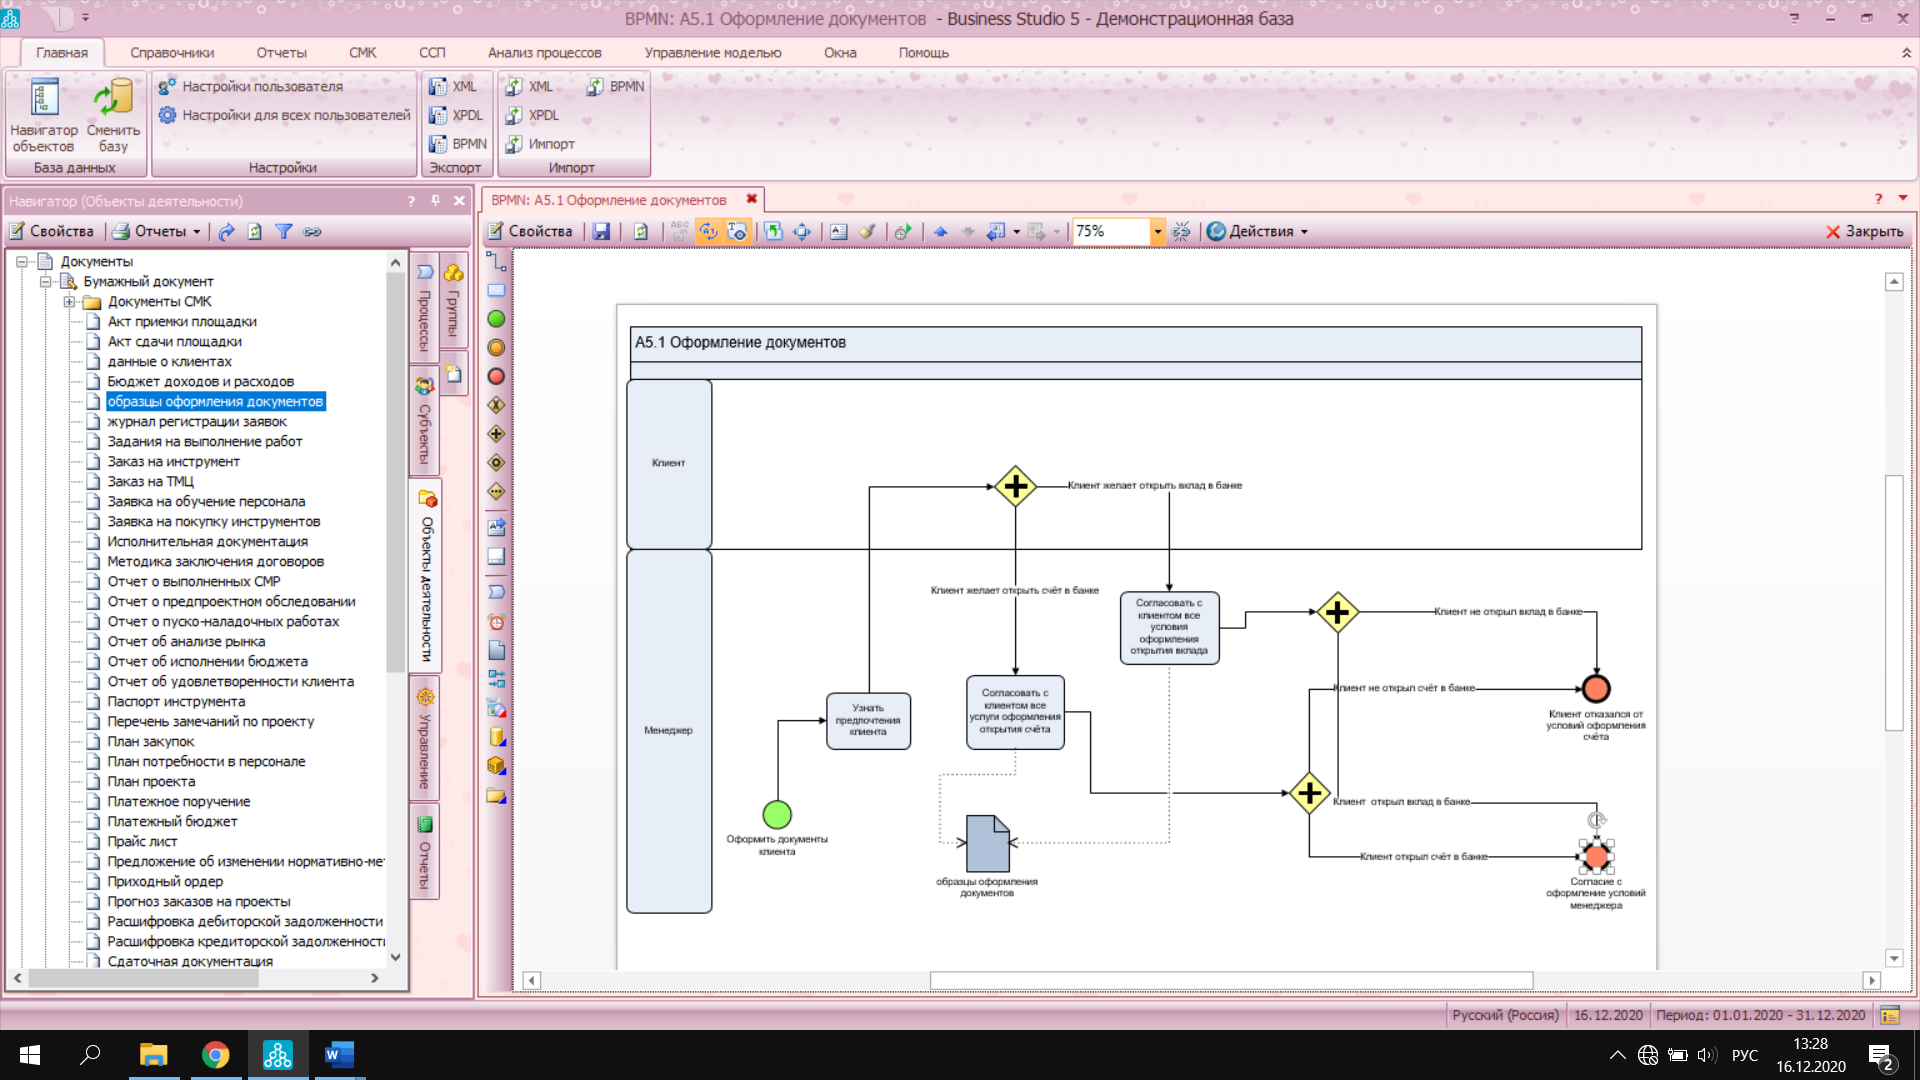 BPMN: A5.1 Оформление документов - Business Studio 5 - Демонстрационная база
Главная Справочники Отчеты СМК ССП Анализ процессов Управление моделью Окна Помощь
Навигатор объектов
Сменить базу
База данных
Настройки пользователя
Настройки для всех пользователей
Настройки
XML
XPDL
BPMN
Экспорт
XML BPMN
XPDL
Импорт
Импорт
Навигатор (Объекты деятельности)
Свойства Отчеты
Документы
Бумажный документ
Документы СМК
Акт приемки площадки
Акт сдачи площадки
данные о клиентах
Бюджет доходов и расходов
образцы оформления документов
журнал регистрации заявок
Задания на выполнение работ
Заказ на инструмент
Заказ на ТМЦ
Заявка на обучение персонала
Заявка на покупку инструментов
Исполнительная документация
Методика заключения договоров
Отчет о выполненных СМР
Отчет о предпроектном обследовании
Отчет о пуско-наладочных работах
Отчет об анализе рынка
Отчет об исполнении бюджета
Отчет об удовлетворенности клиента
Паспорт инструмента
Перечень замечаний по проекту
План закупок
План потребности в персонале
План проекта
Платежное поручение
Платежный бюджет
Прайс лист
Предложение об изменении нормативно-ме
Приходный ордер
Прогноз заказов на проекты
Расшифровка дебиторской задолженности
Расшифровка кредиторской задолженност
Сдаточная документация
Процессы
Субъекты
Объекты деятельности
Управление
Отчеты
Группы
BPMN: A5.1 Оформление документов
Свойства ABC 75% Действия Закрыть
A5.1 Оформление документов
Клиент
Клиент желает открыть вклад в банке
Менеджер
Клиент желает открыть счёт в банке
Согласовать с
клиентом все
условия
оформления
открытия вклада
Клиент не открыл вклад в банке
Узнать
предпочтения
клиента
Согласовать с
клиентом все
услуги оформления
открытия счёта
Клиент не открыл счёт в банке
Клиент отказался от
условий оформления
счёта
Клиент открыл вклад в банке
Оформить документы
клиента
Клиент открыл счёт в банке
образцы оформления
документов
Согласие с
оформление условий
менеджера
Русский (Россия) 16.12.2020 Период: 01.01.2020 - 31.12.2020
РУС
13:28
16.12.2020
2